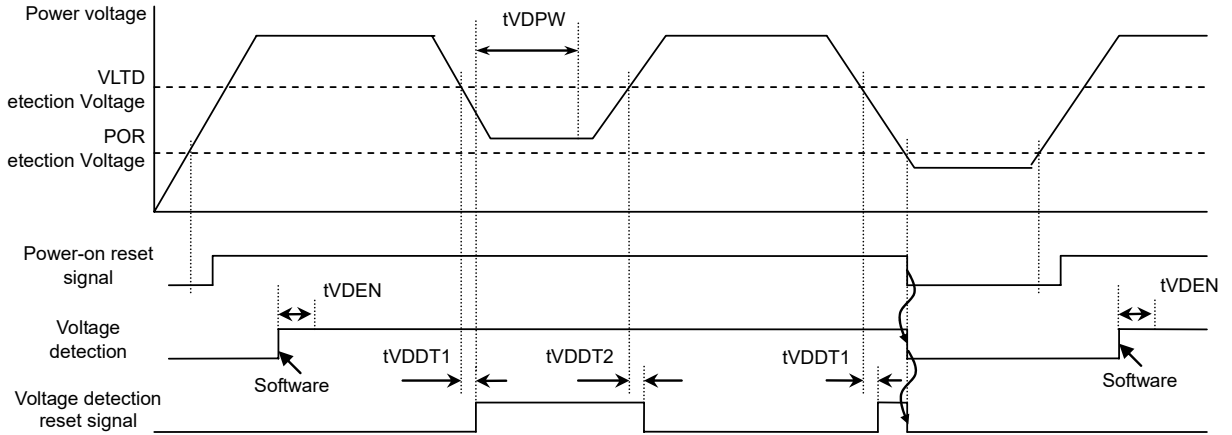 Power voltage
tVDPW
VLTD
etection Voltage
POR
etection Voltage
Power-on reset
signal
tVDEN
tVDEN
Voltage
detection
tVDDT1
tVDDT2
tVDDT1
Software
Software
Voltage detection
reset signal